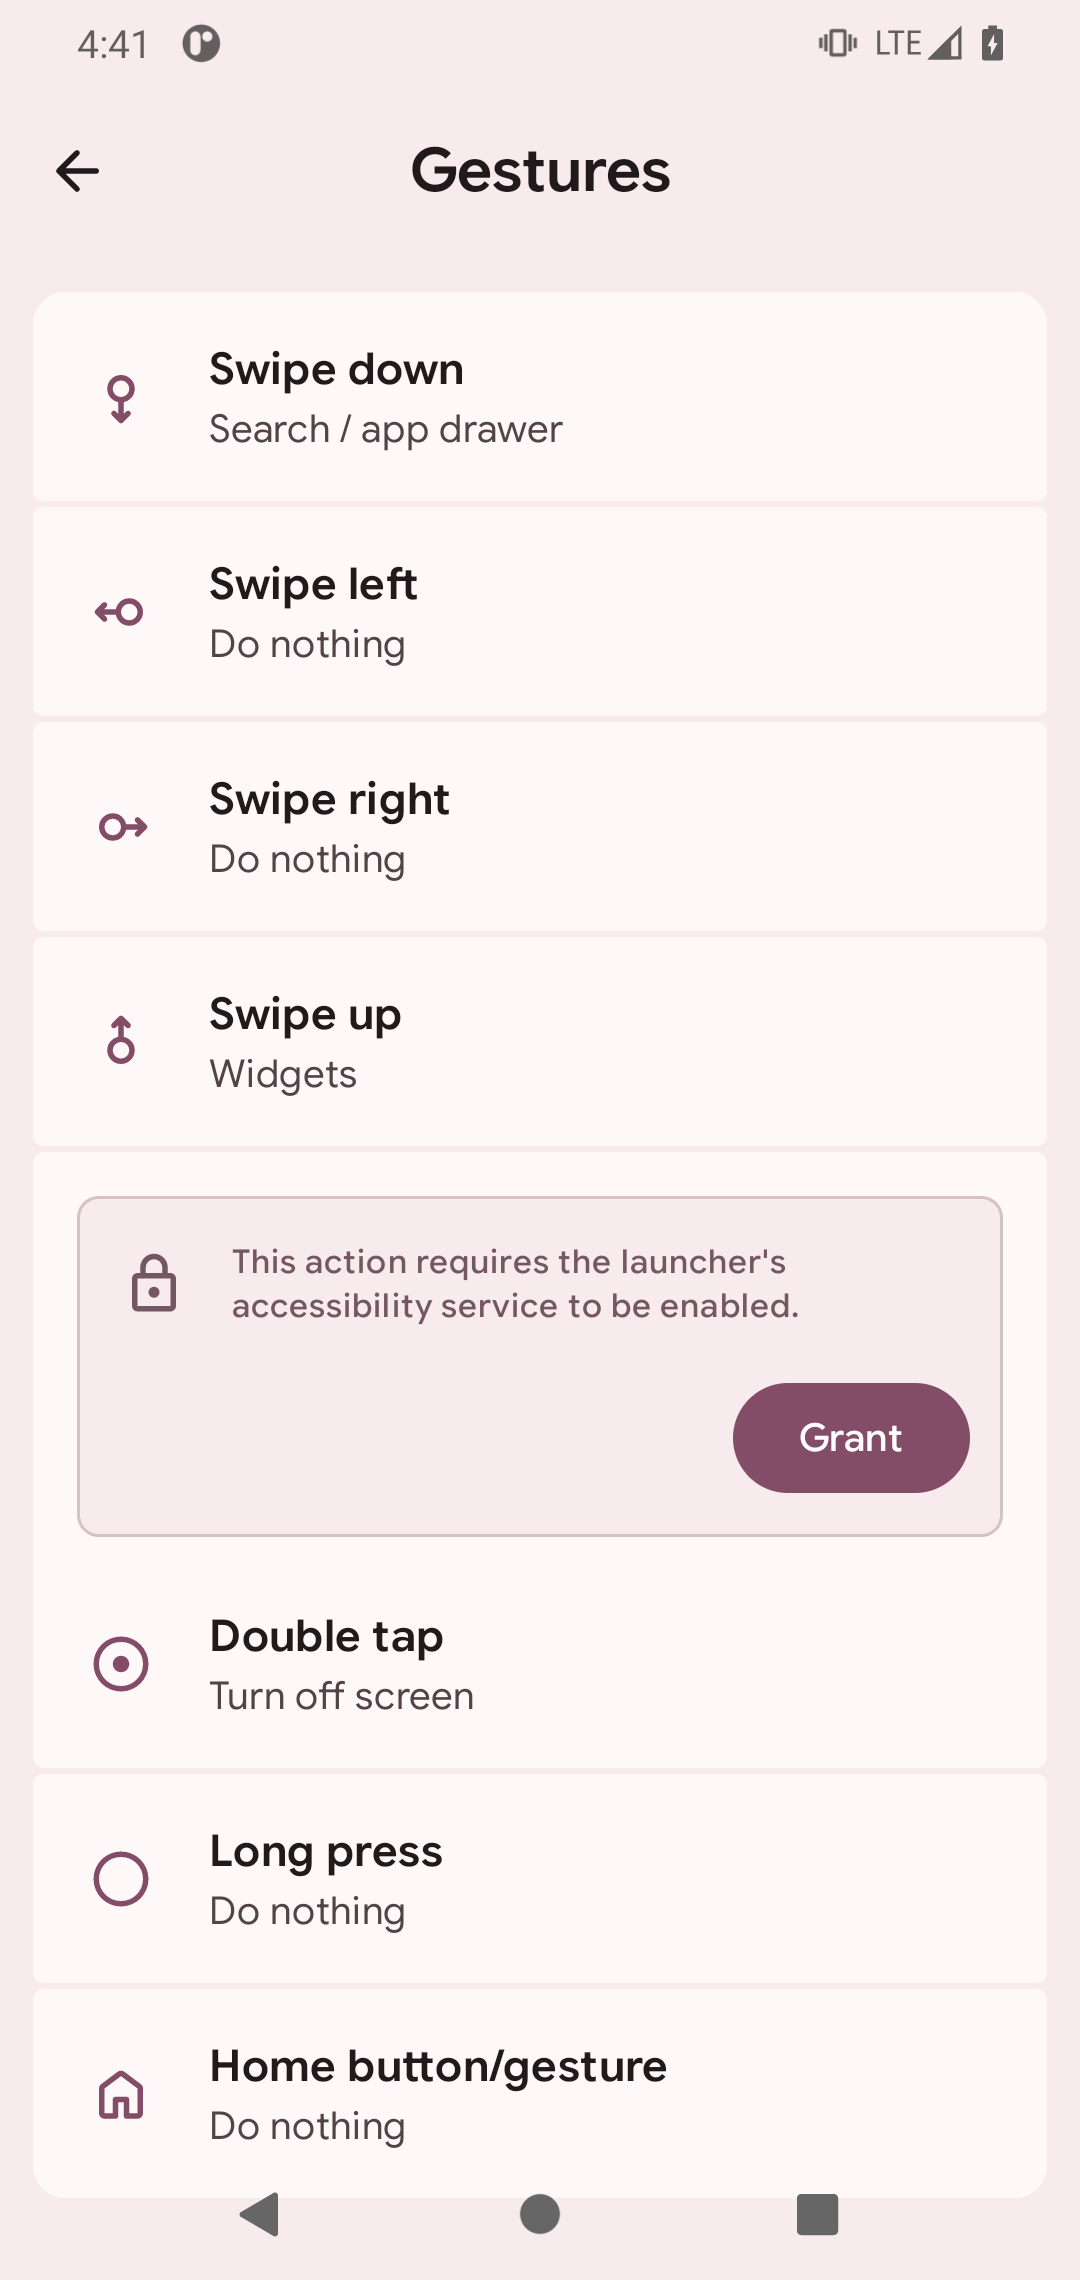 4:41
LTE
Gestures
Swipe down
Search / app drawer
Swipe left
Do nothing
Swipe right
Do nothing
Swipe up
Widgets
This action requires the launcher's
accessibility service to be enabled.
Grant
Double tap
Turn off screen
Long press
Do nothing
Home button/gesture
Do nothing